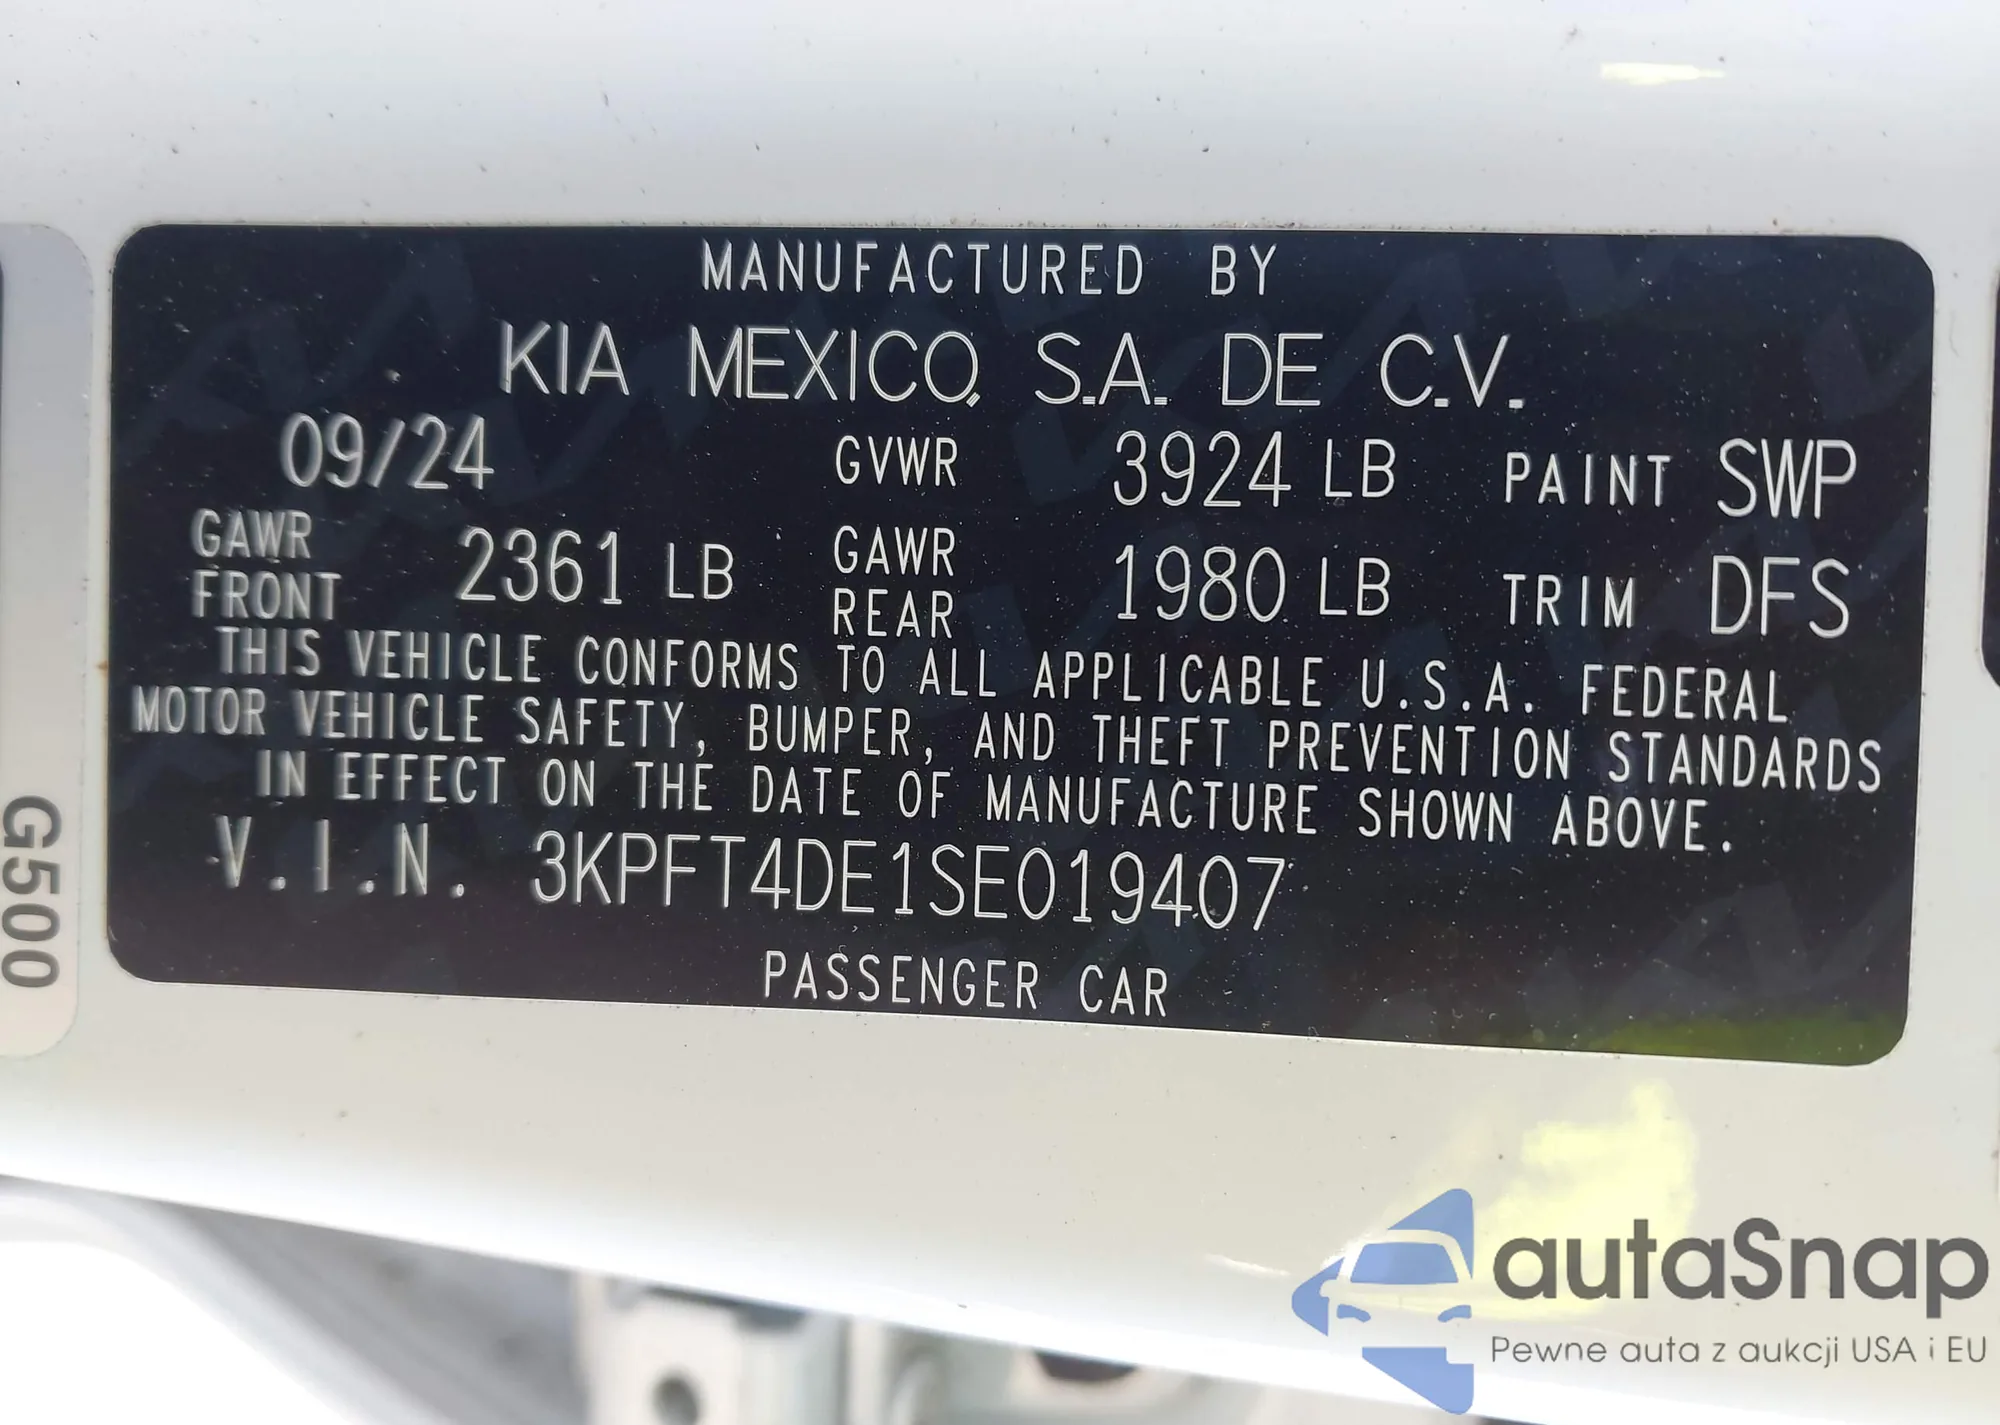 MANUFACTURED BY
KIA MEXICO, S.A. DE C.V.
09/24 GVWR 3924 LB PAINT SWP
GAWR FRONT 2361 LB GAWR REAR 1980 LB TRIM DFS
THIS VEHICLE CONFORMS TO ALL APPLICABLE U.S.A. FEDERAL
MOTOR VEHICLE SAFETY, BUMPER, AND THEFT PREVENTION STANDARDS
IN EFFECT ON THE DATE OF MANUFACTURE SHOWN ABOVE.
V.I.N. 3KPFT4DE1SE019407
PASSENGER CAR
G500
autaSnap
Pewne auta z aukcji USA i EU